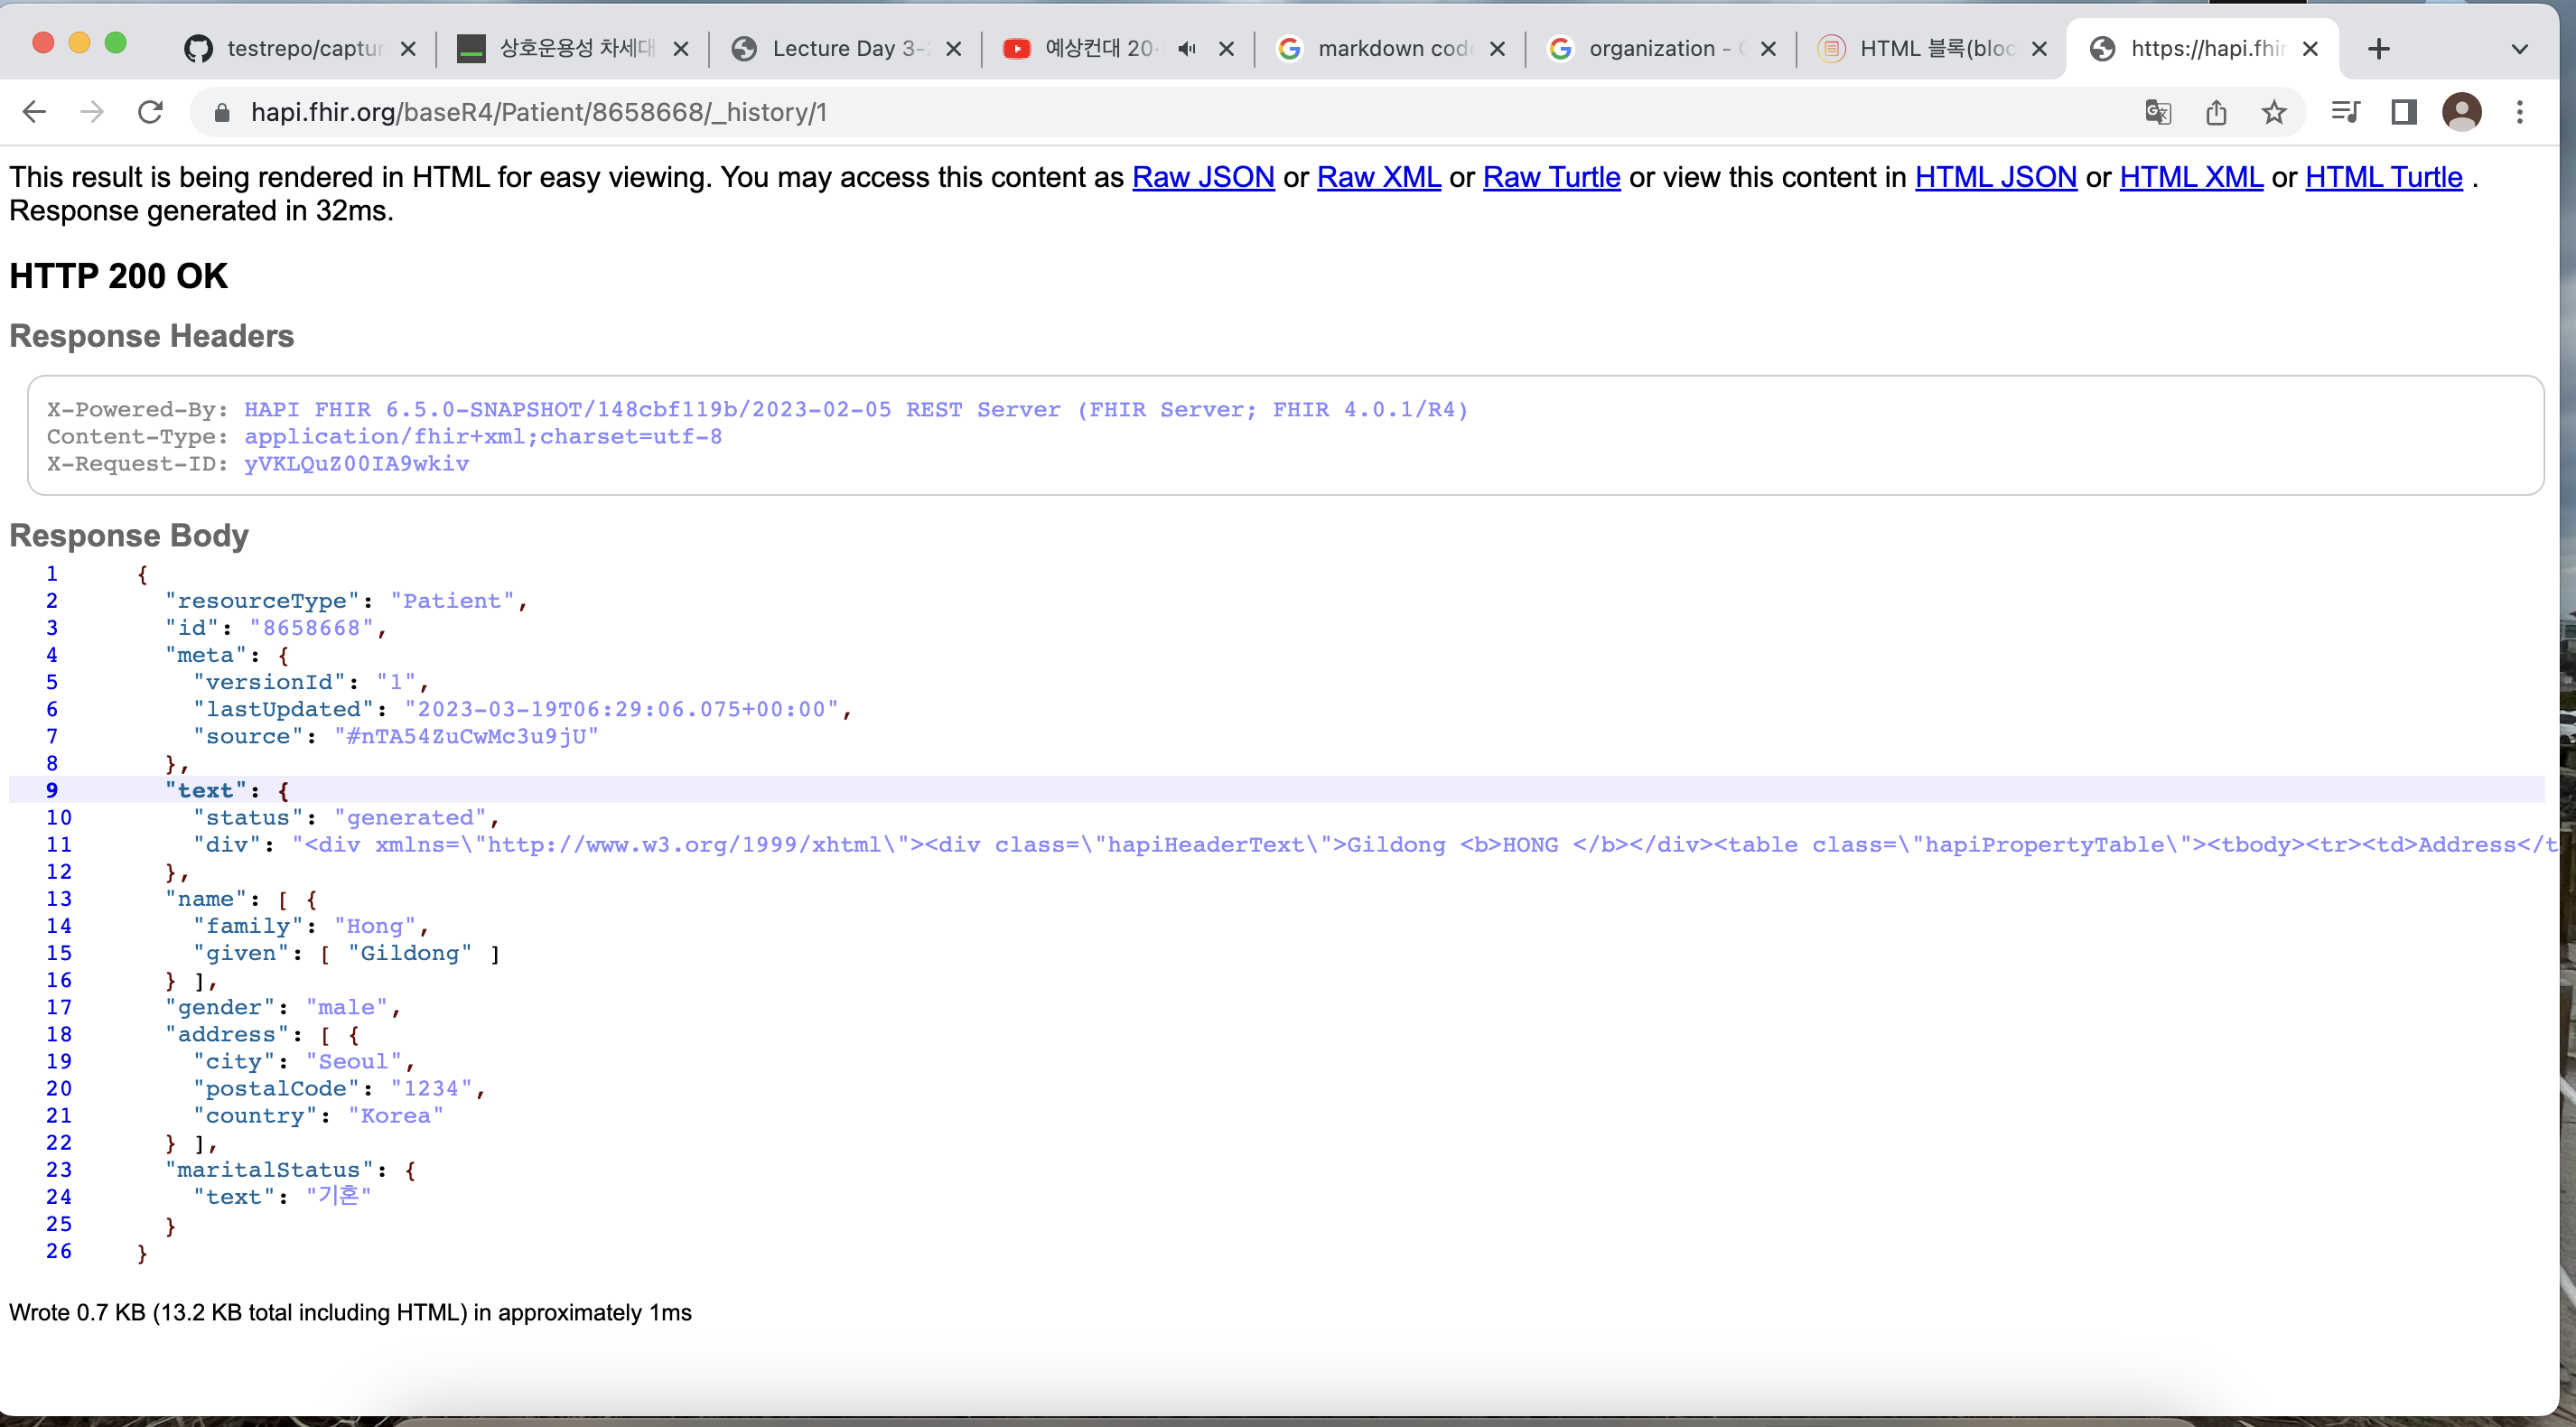 testrepo/captur
상호운용성 차세대
Lecture Day 3-
예상컨대 20
markdown code
organization -
HTML 블록(bloc
https://hapi.fhir
hapi.fhir.org/baseR4/Patient/8658668/_history/1
This result is being rendered in HTML for easy viewing. You may access this content as Raw JSON or Raw XML or Raw Turtle or view this content in HTML JSON or HTML XML or HTML Turtle .
Response generated in 32ms.
HTTP 200 OK
Response Headers
X-Powered-By: HAPI FHIR 6.5.0-SNAPSHOT/148cbf119b/2023-02-05 REST Server (FHIR Server; FHIR 4.0.1/R4)
Content-Type: application/fhir+xml;charset=utf-8
X-Request-ID: yVKLQuZ00IA9wkiv
Response Body
1 {
2 "resourceType": "Patient",
3 "id": "8658668",
4 "meta": {
5 "versionId": "1",
6 "lastUpdated": "2023-03-19T06:29:06.075+00:00",
7 "source": "#nTA54ZuCwMc3u9jU"
8 },
9 "text": {
10 "status": "generated",
11 "div": "<div xmlns=\"http://www.w3.org/1999/xhtml\"><div class=\"hapiHeaderText\">Gildong <b>HONG </b></div><table class=\"hapiPropertyTable\"><tbody><tr><td>Address</t
12 },
13 "name": [ {
14 "family": "Hong",
15 "given": [ "Gildong" ]
16 } ],
17 "gender": "male",
18 "address": [ {
19 "city": "Seoul",
20 "postalCode": "1234",
21 "country": "Korea"
22 } ],
23 "maritalStatus": {
24 "text": "기혼"
25 }
26 }
Wrote 0.7 KB (13.2 KB total including HTML) in approximately 1ms